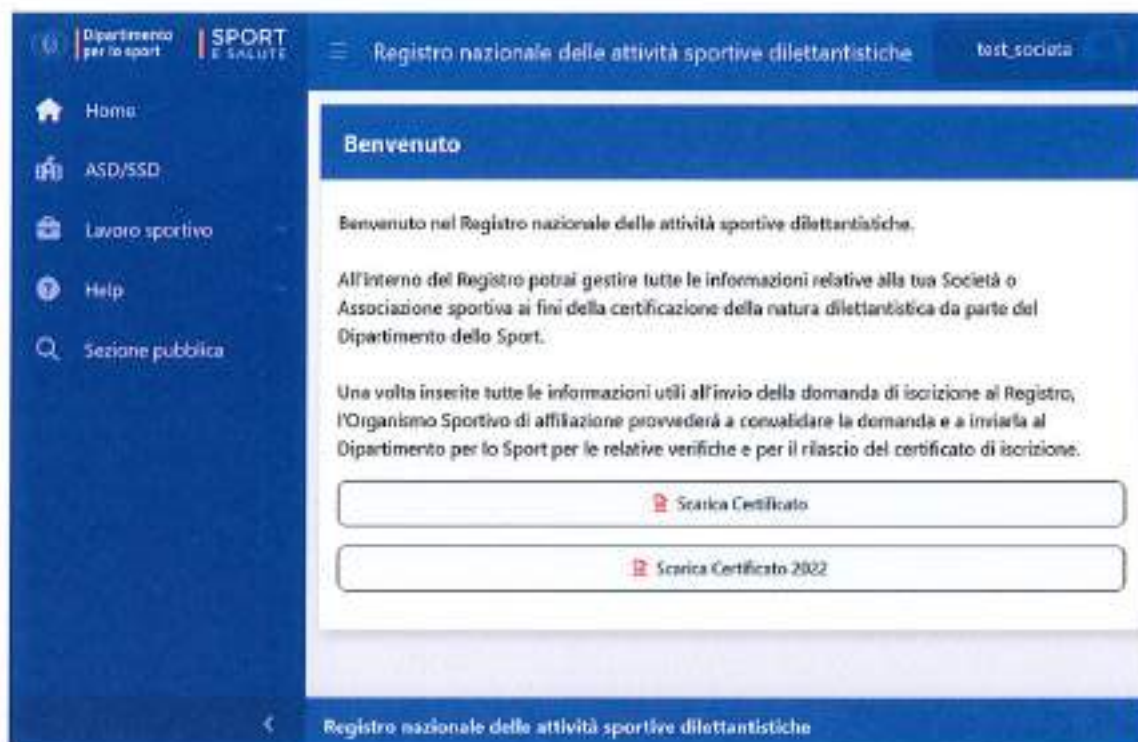 Dipartimento
per lo sport
SPORT
E SALUTE
Registro nazionale delle attività sportive dilettantistiche
test_societa
Home
ASD/SSD
Lavoro sportivo
Help
Sezione pubblica
Benvenuto
Benvenuto nel Registro nazionale delle attività sportive dilettantistiche.
All'interno del Registro potrai gestire tutte le informazioni relative alla tua Società o
Associazione sportiva ai fini della certificazione della natura dilettantistica da parte del
Dipartimento dello Sport.
Una volta inserite tutte le informazioni utili all'invio della domanda di iscrizione al Registro,
l'Organismo Sportivo di affiliazione provvederà a convalidare la domanda e a inviarla al
Dipartimento per lo Sport per le relative verifiche e per il rilascio del certificato di iscrizione.
Scarica Certificato
Scarica Certificato 2022
Registro nazionale delle attività sportive dilettantistiche